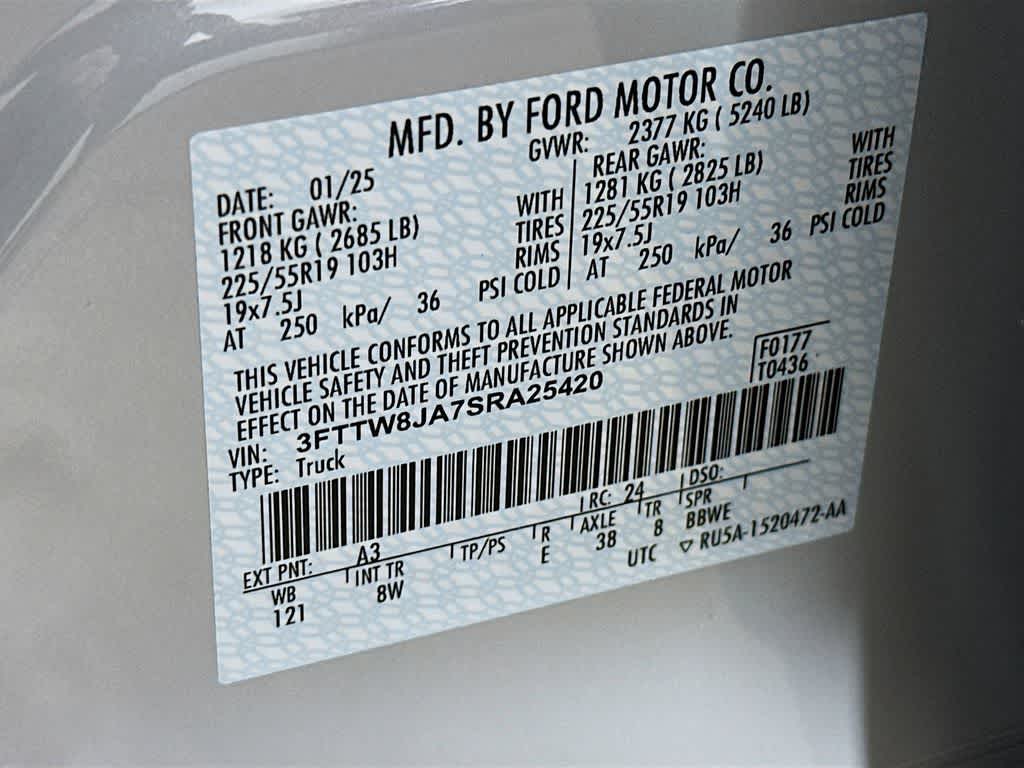 MFD. BY FORD MOTOR CO.
DATE: 01/25 GVWR: 2377 KG ( 5240 LB)
FRONT GAWR: REAR GAWR:
1218 KG ( 2685 LB) WITH 1281 KG ( 2825 LB) WITH
225/55R19 103H TIRES 225/55R19 103H TIRES
19x7.5J RIMS 19x7.5J RIMS
AT 250 kPa/ 36 PSI COLD AT 250 kPa/ 36 PSI COLD
THIS VEHICLE CONFORMS TO ALL APPLICABLE FEDERAL MOTOR
VEHICLE SAFETY AND THEFT PREVENTION STANDARDS IN
EFFECT ON THE DATE OF MANUFACTURE SHOWN ABOVE.
VIN: 3FTTW8JA7SRA25420 F0177
TYPE: Truck T0436
EXT PNT: A3 RC: 24 DSO:
WB INT TR TP/PS R AXLE TR SPR
121 8W E 38 8 BBWE
UTC ▽ RU5A-1520472-AA